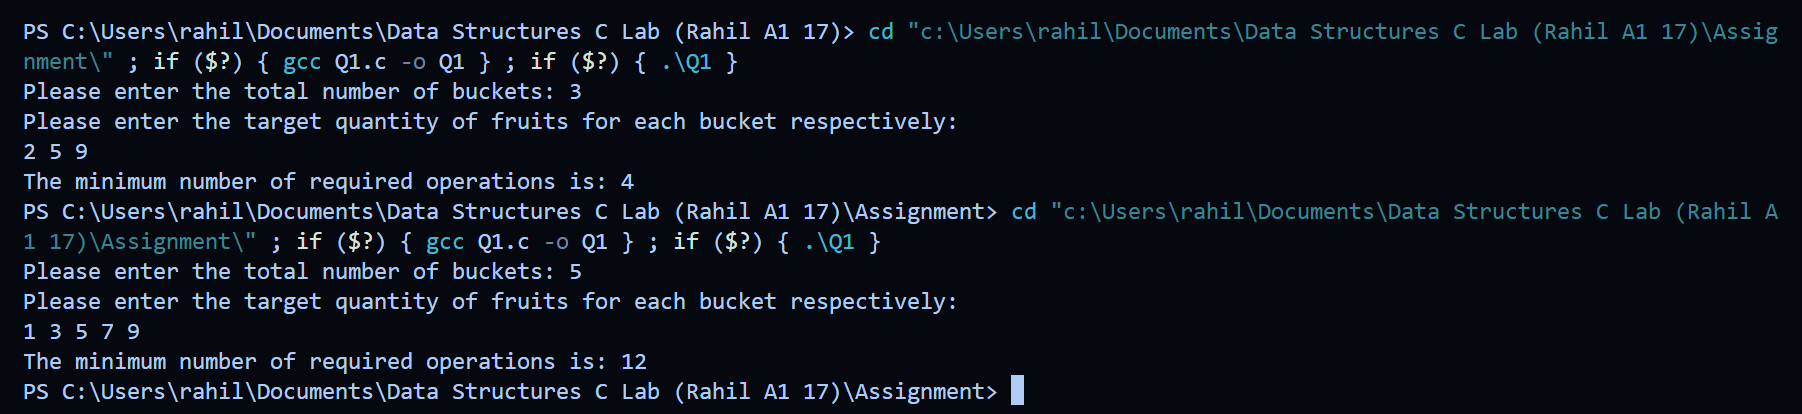 PS C:\Users\rahil\Documents\Data Structures C Lab (Rahil A1 17)> cd "c:\Users\rahil\Documents\Data Structures C Lab (Rahil A1 17)\Assig
nment\" ; if ($?) { gcc Q1.c -o Q1 } ; if ($?) { .\Q1 }
Please enter the total number of buckets: 3
Please enter the target quantity of fruits for each bucket respectively:
2 5 9
The minimum number of required operations is: 4
PS C:\Users\rahil\Documents\Data Structures C Lab (Rahil A1 17)\Assignment> cd "c:\Users\rahil\Documents\Data Structures C Lab (Rahil A
1 17)\Assignment\" ; if ($?) { gcc Q1.c -o Q1 } ; if ($?) { .\Q1 }
Please enter the total number of buckets: 5
Please enter the target quantity of fruits for each bucket respectively:
1 3 5 7 9
The minimum number of required operations is: 12
PS C:\Users\rahil\Documents\Data Structures C Lab (Rahil A1 17)\Assignment>